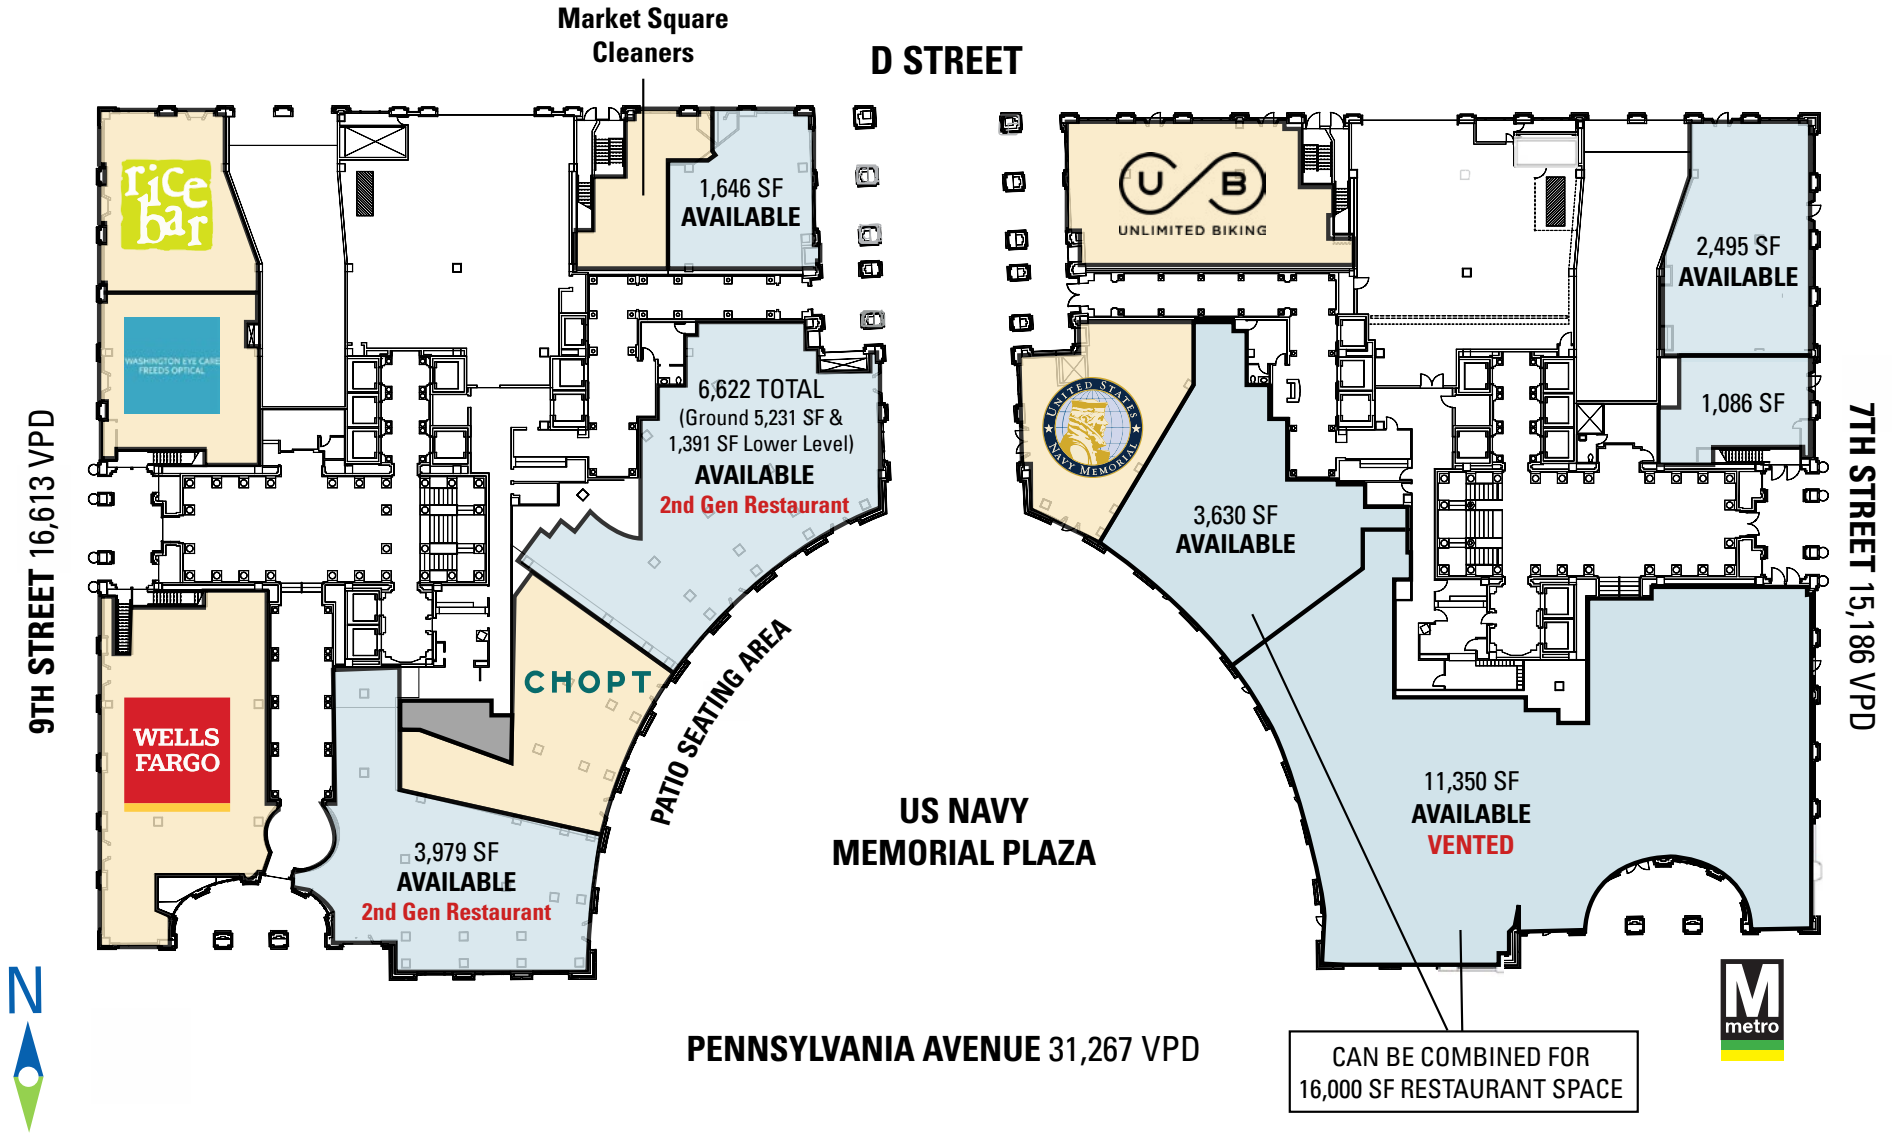 Market Square
Cleaners
D STREET
rice
bar
1,646 SF
AVAILABLE
U B
UNLIMITED BIKING
2,495 SF
AVAILABLE
WASHINGTON EYE CARE
FREEDS OPTICAL
6,622 TOTAL
(Ground 5,231 SF &
1,391 SF Lower Level)
AVAILABLE
2nd Gen Restaurant
UNITED STATES
NAVY MEMORIAL
1,086 SF
9TH STREET 16,613 VPD
7TH STREET 15,186 VPD
3,630 SF
AVAILABLE
CHOPT
PATIO SEATING AREA
WELLS
FARGO
US NAVY
MEMORIAL PLAZA
11,350 SF
AVAILABLE
VENTED
3,979 SF
AVAILABLE
2nd Gen Restaurant
N
M
metro
PENNSYLVANIA AVENUE 31,267 VPD
CAN BE COMBINED FOR
16,000 SF RESTAURANT SPACE